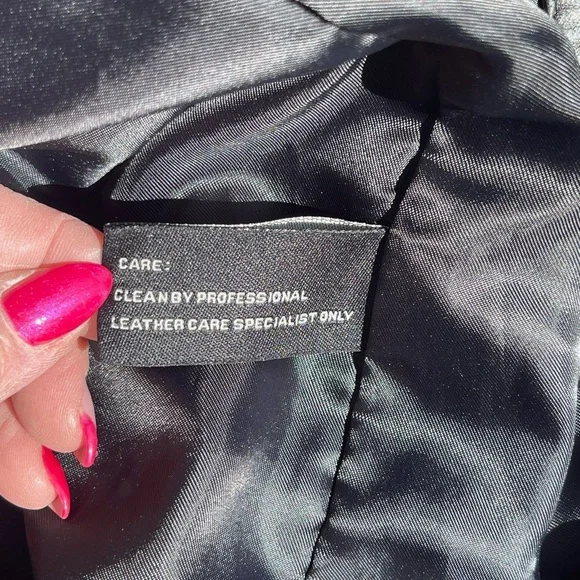 CARE:
CLEAN BY PROFESSIONAL
LEATHER CARE SPECIALIST ONLY